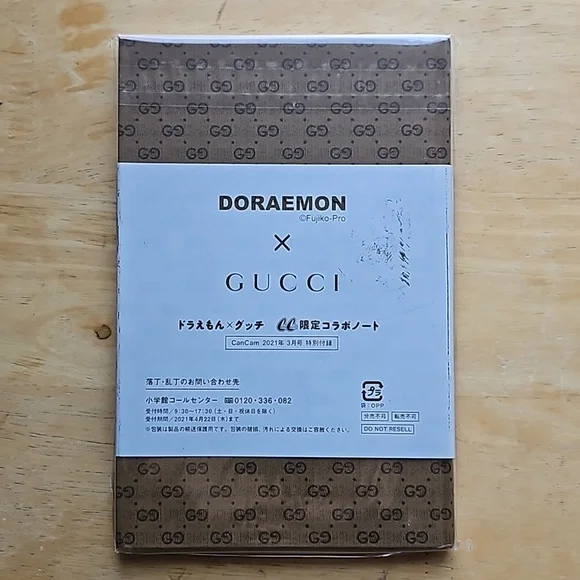 DORAEMON
©Fujiko-Pro
×
GUCCI
ドラえもん×グッチ CC限定コラボノート
CanCam 2021年 3月号 特別付録
落丁・乱丁のお問い合わせ先
小学館コールセンター 0120・336・082
受付時間／9:30〜17:30(土・日・祝休日を除く)
受付期間／2021年4月22日(木)まで
※包装は製品の輸送保護用です。包装の破損、汚れによる交換はご容赦ください。
プラ
袋:OPP
分売不可
転売不可
DO NOT RESELL